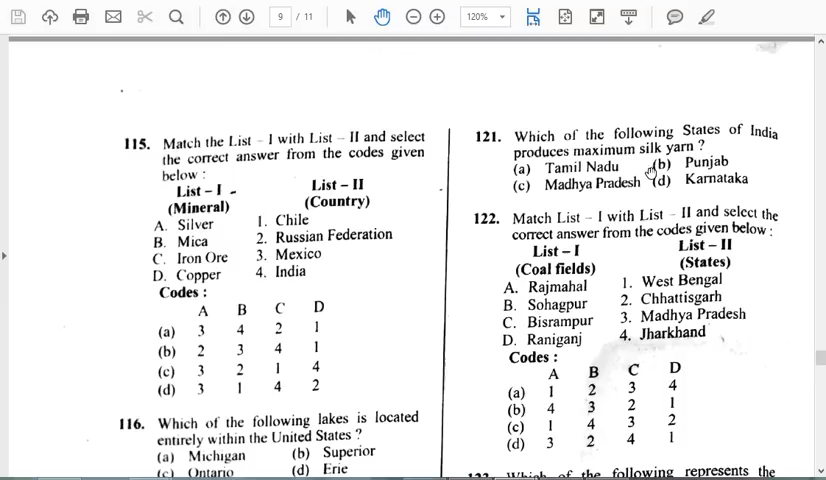 9 / 11
120%
115. Match the List – I with List – II and select
the correct answer from the codes given
below :
List – I
List – II
(Mineral)
(Country)
A. Silver 1. Chile
B. Mica 2. Russian Federation
C. Iron Ore 3. Mexico
D. Copper 4. India
Codes :
A B C D
(a) 3 4 2 1
(b) 2 3 4 1
(c) 3 2 1 4
(d) 3 1 4 2
116. Which of the following lakes is located
entirely within the United States ?
(a) Michigan (b) Superior
(c) Ontario (d) Erie
121. Which of the following States of India
produces maximum silk yarn ?
(a) Tamil Nadu (b) Punjab
(c) Madhya Pradesh (d) Karnataka
122. Match List – I with List – II and select the
correct answer from the codes given below :
List – I List – II
(Coal fields) (States)
A. Rajmahal 1. West Bengal
B. Sohagpur 2. Chhattisgarh
C. Bisrampur 3. Madhya Pradesh
D. Raniganj 4. Jharkhand
Codes :
A B C D
(a) 1 2 3 4
(b) 4 3 2 1
(c) 1 4 3 2
(d) 3 2 4 1
123. Which of the following represents the